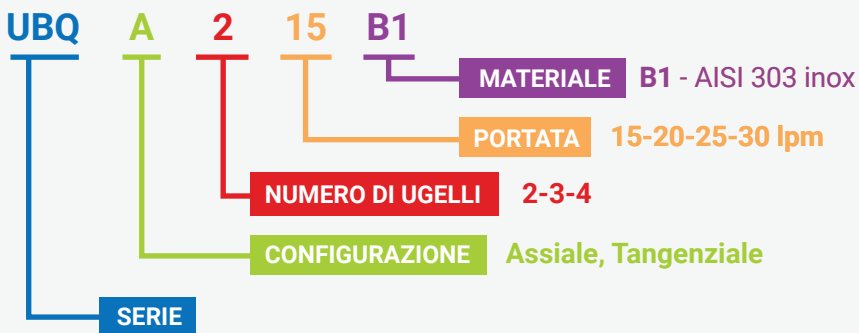 UBQ A 2 15 B1
MATERIALE B1 - AISI 303 inox
PORTATA 15-20-25-30 lpm
NUMERO DI UGELLI 2-3-4
CONFIGURAZIONE Assiale, Tangenziale
SERIE